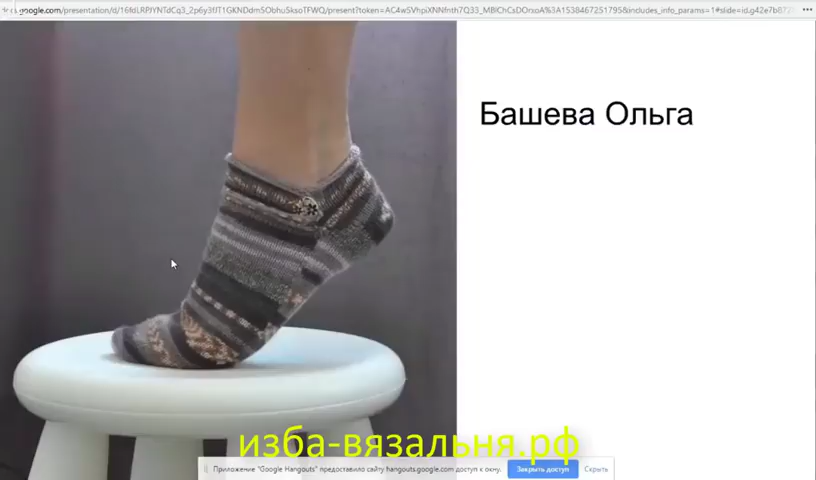 Башева Ольга
изба-вязальня.рф
Приложение "Google Hangouts" предоставило сайту hangouts.google.com доступ к окну. Закрыть доступ Скрыть